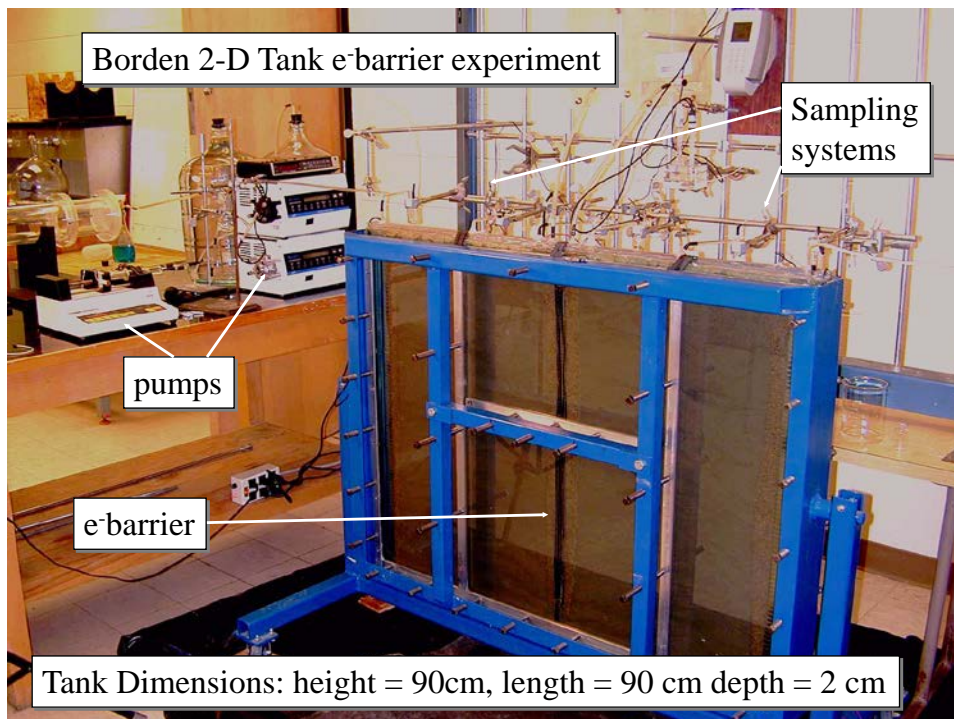 Borden 2-D Tank e-barrier experiment
Sampling
systems
pumps
e-barrier
Tank Dimensions: height = 90cm, length = 90 cm depth = 2 cm